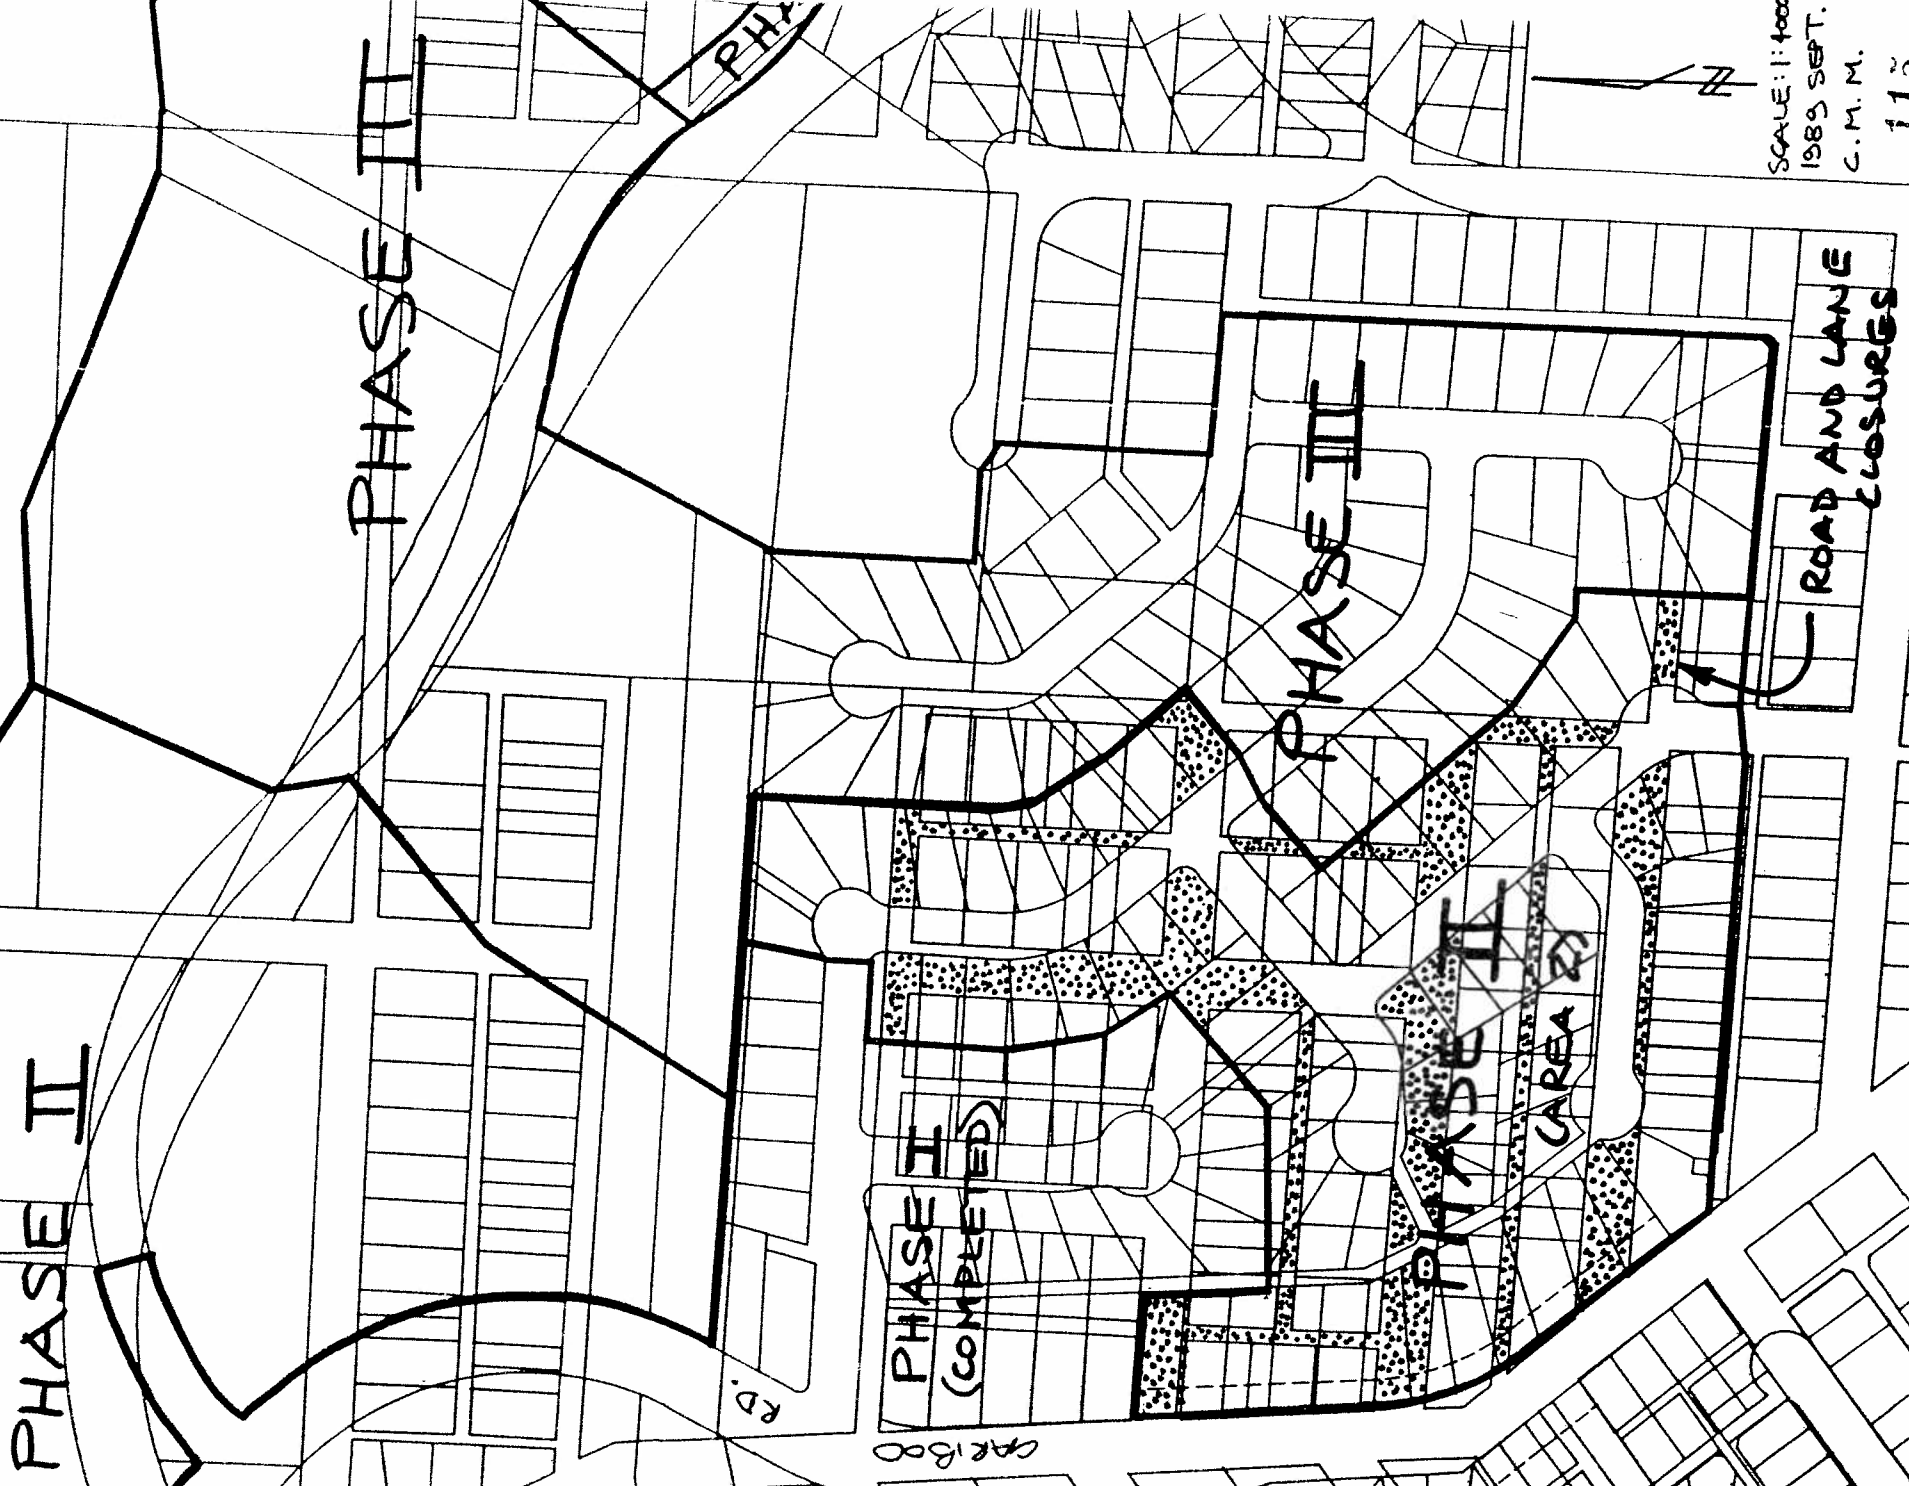 PHASE III
PHASE II
PHASE III
PHASE I
(COMPLETED)
PHASE II
(AREA 2)
ROAD AND LANE
CLOSURES
CARIBOO
RD.
SCALE: 1:4000
1989 SEPT.
C.M.M.